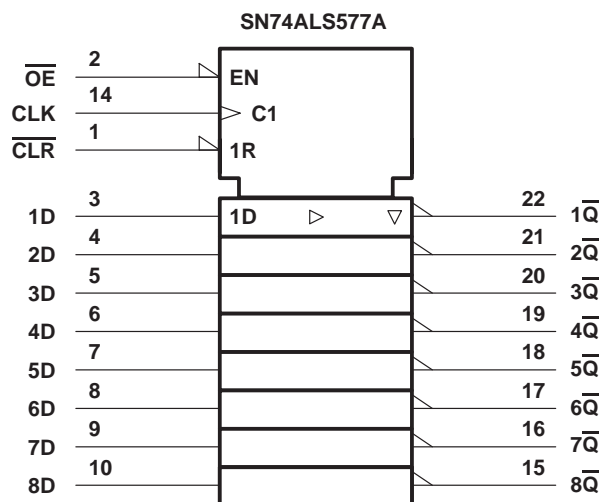 SN74ALS577A
O̅E̅ 2 EN
CLK 14 C1
C̅L̅R̅ 1 1R
1D 3 1D 22 1Q̅
2D 4 21 2Q̅
3D 5 20 3Q̅
4D 6 19 4Q̅
5D 7 18 5Q̅
6D 8 17 6Q̅
7D 9 16 7Q̅
8D 10 15 8Q̅